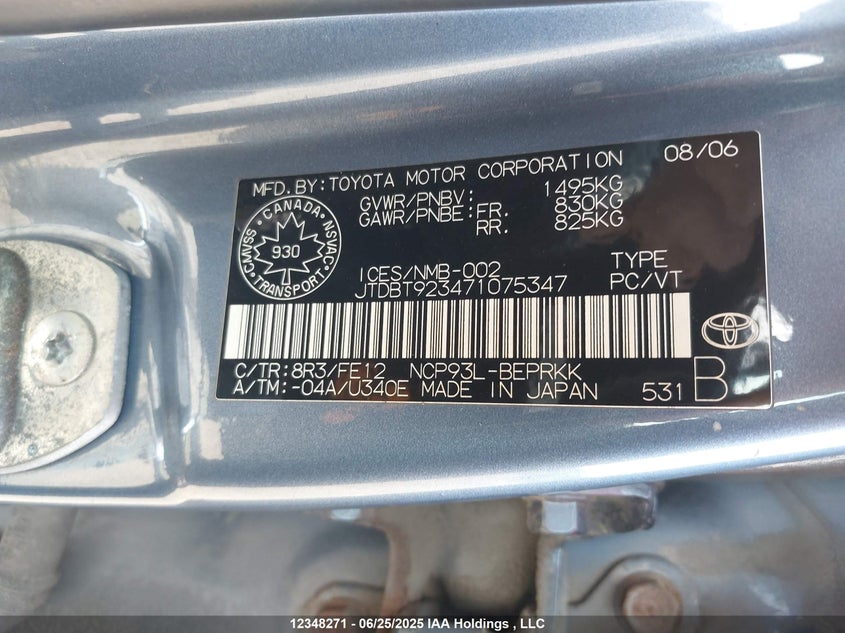 MFD.BY:TOYOTA MOTOR CORPORATION 08/06
GVWR/PNBV: 1495KG
GAWR/PNBE: FR. 830KG
RR. 825KG
CANADA
CMVSS 930 NSVAC
TRANSPORT
ICES/NMB-002 TYPE
JTDBT923471075347 PC/VT
C/TR:8R3/FE12 NCP93L-BEPRKK
A/TM:-04A/U340E MADE IN JAPAN 531 B
12348271 - 06/25/2025 IAA Holdings, LLC